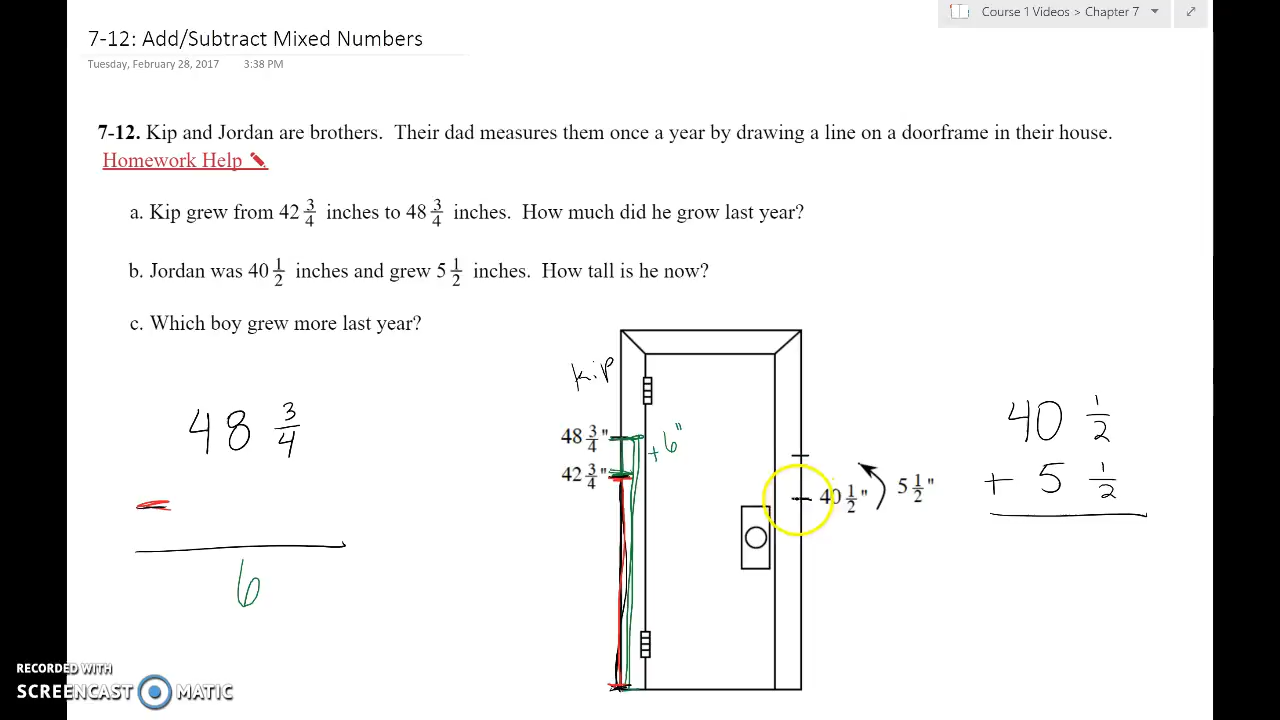 Course 1 Videos > Chapter 7
7-12: Add/Subtract Mixed Numbers
Tuesday, February 28, 2017 3:38 PM
7-12. Kip and Jordan are brothers. Their dad measures them once a year by drawing a line on a doorframe in their house.
Homework Help
a. Kip grew from 42 3/4 inches to 48 3/4 inches. How much did he grow last year?
b. Jordan was 40 1/2 inches and grew 5 1/2 inches. How tall is he now?
c. Which boy grew more last year?
Kip
48 3/4"
42 3/4"
+6"
40 1/2"
5 1/2"
48 3/4
-
6
40 1/2
+ 5 1/2
RECORDED WITH
SCREENCAST MATIC